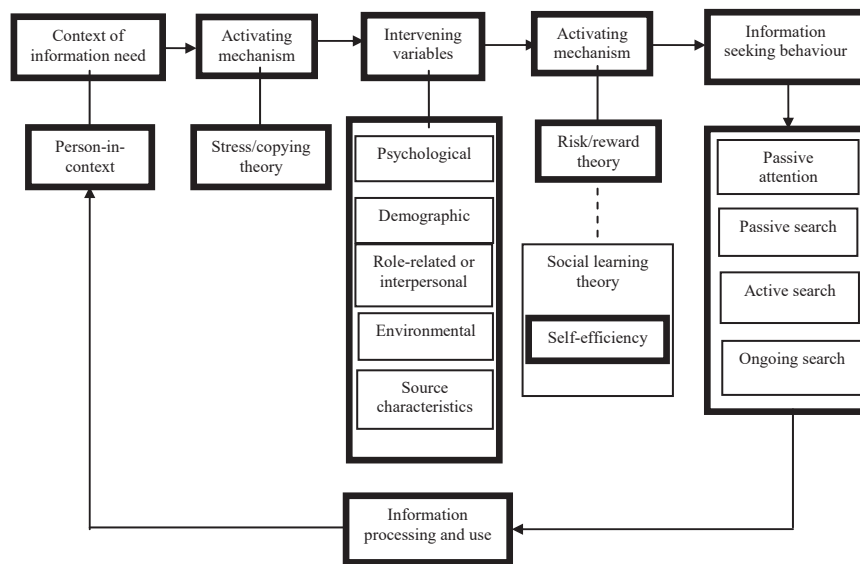 Context of
information need
Activating
mechanism
Intervening
variables
Activating
mechanism
Information
seeking behaviour
Person-in-
context
Stress/copying
theory
Psychological
Demographic
Role-related or
interpersonal
Environmental
Source
characteristics
Risk/reward
theory
Social learning
theory
Self-efficiency
Passive
attention
Passive search
Active search
Ongoing search
Information
processing and use